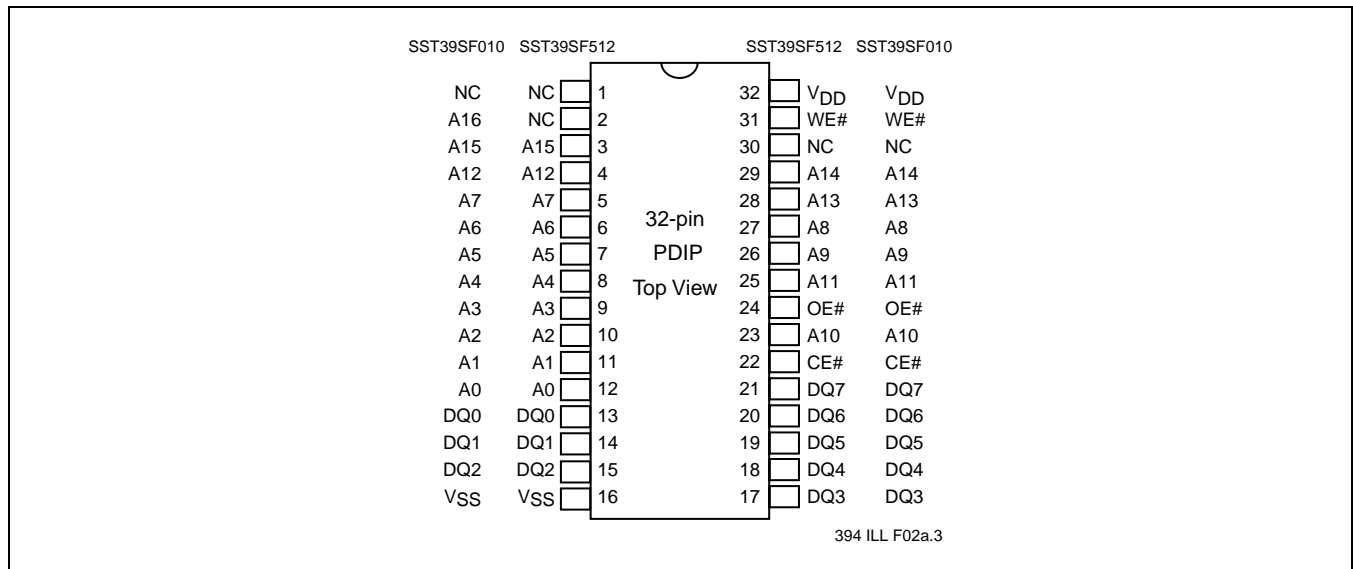 SST39SF010 SST39SF512 SST39SF512 SST39SF010
NC NC 1 32 VDD VDD
A16 NC 2 31 WE# WE#
A15 A15 3 30 NC NC
A12 A12 4 29 A14 A14
A7 A7 5 28 A13 A13
A6 A6 6 27 A8 A8
A5 A5 7 26 A9 A9
A4 A4 8 25 A11 A11
A3 A3 9 24 OE# OE#
A2 A2 10 23 A10 A10
A1 A1 11 22 CE# CE#
A0 A0 12 21 DQ7 DQ7
DQ0 DQ0 13 20 DQ6 DQ6
DQ1 DQ1 14 19 DQ5 DQ5
DQ2 DQ2 15 18 DQ4 DQ4
VSS VSS 16 17 DQ3 DQ3
32-pin
PDIP
Top View
394 ILL F02a.3